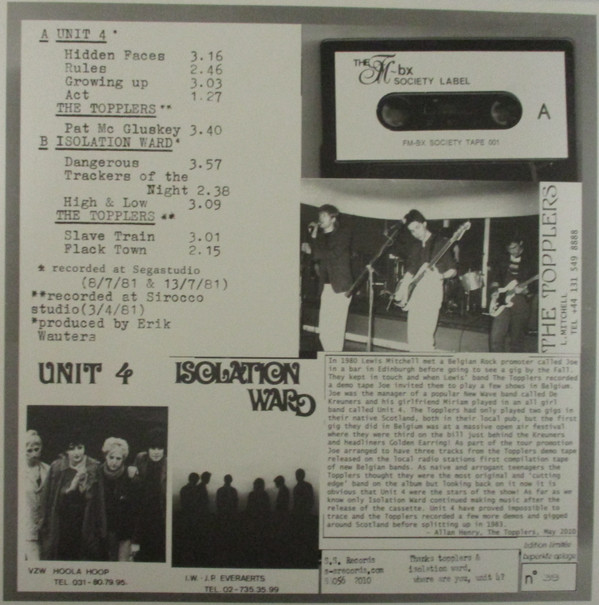 A UNIT 4 *
Hidden Faces 3.16
Rules 2.46
Growing up 3.03
Act 1.27
THE TOPPLERS **
Pat Mc Gluskey 3.40
B ISOLATION WARD*
Dangerous 3.57
Trackers of the
Night 2.38
High & Low 3.09
THE TOPPLERS **
Slave Train 3.01
Flack Town 2.15
* recorded at Segastudio
(8/7/81 & 13/7/81)
**recorded at Sirocco
studio(3/4/81)
*produced by Erik
Wauters
THE FM-bx
SOCIETY LABEL
A
FM-BX SOCIETY TAPE 001
THE TOPPLERS
L.MITCHELL
TEL +44 131 549 8888
UNIT 4
ISOLATION
WARD
In 1980 Lewis Mitchell met a Belgian Rock promoter called Joe
in a bar in Edinburgh before going to see a gig by the Fall.
They kept in touch and when Lewis' band The Topplers recorded
a demo tape Joe invited them to play a few shows in Belgium.
Joe was the manager of a popular New Wave band called De
Kreuners and his girlfriend Miriam played in an all girl
band called Unit 4. The Topplers had only played two gigs in
their native Scotland, both in their local pub, but the first
gig they did in Belgium was at a massive open air festival
where they were third on the bill just behind the Kreuners
and headliners Golden Earring! As part of the tour promotion
Joe arranged to have three tracks from the Topplers demo tape
released on the local radio stations first compilation tape
of new Belgian bands. As naive and arrogant teenagers the
Topplers thought they were the most original and 'cutting
edge' band on the album but looking back on it now it is
obvious that Unit 4 were the stars of the show! As far as we
know only Isolation Ward continued making music after the
release of the cassette. Unit 4 have proved impossible to
trace and the Topplers recorded a few more demos and gigged
around Scotland before splitting up in 1983.
- Allan Henry, The Topplers, May 2010
VZW HOOLA HOOP
TEL 031-80-79-95-
I.W.-J.P. EVERAERTS
TEL. 02-735.35.99
S.S. Records
s-srecords.com
SS056 2010
Thanks topplers &
isolation ward,
where are you, unit 4?
édition limitée
beperkte oplage
n°